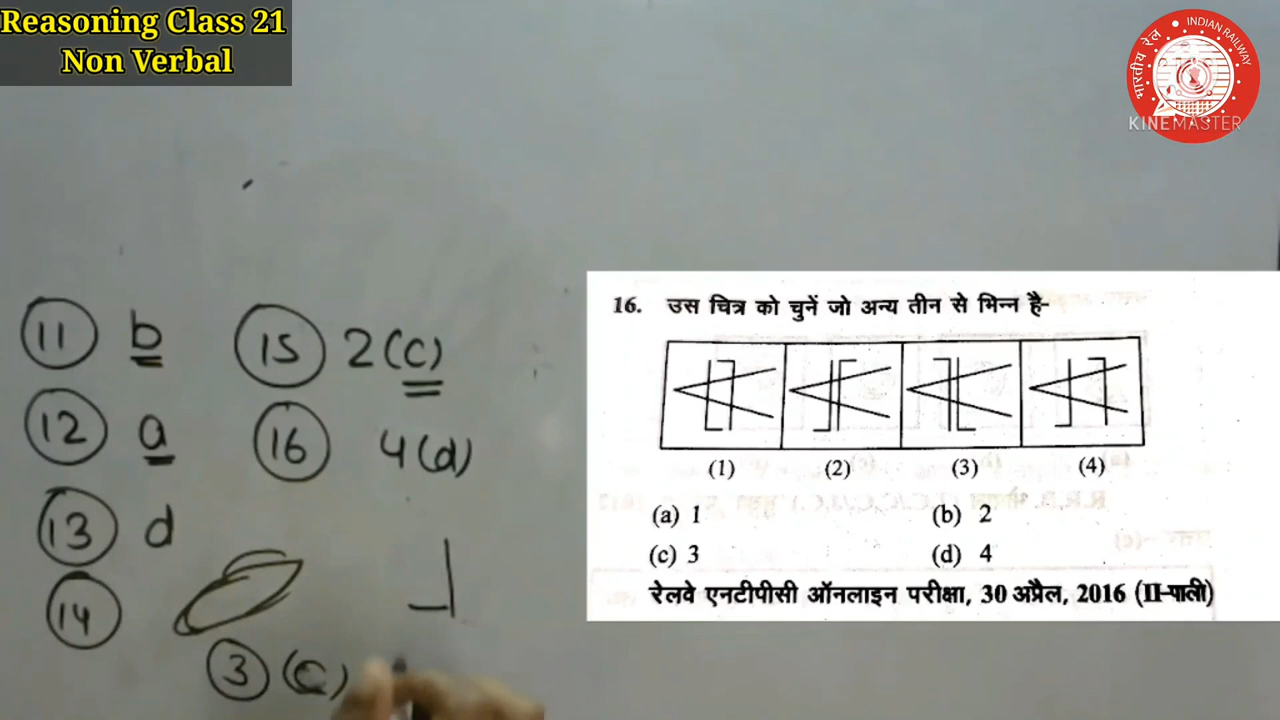 Reasoning Class 21
Non Verbal
भारतीय रेल • INDIAN RAILWAY
KINEMASTER
11 b
12 a
13 d
14
3 (c)
15 2 (c)
16 4 (d)
16. उस चित्र को चुनें जो अन्य तीन से भिन्न है-
(1) (2) (3) (4)
(a) 1 (b) 2
(c) 3 (d) 4
रेलवे एनटीपीसी ऑनलाइन परीक्षा, 30 अप्रैल, 2016 (II-पाली)